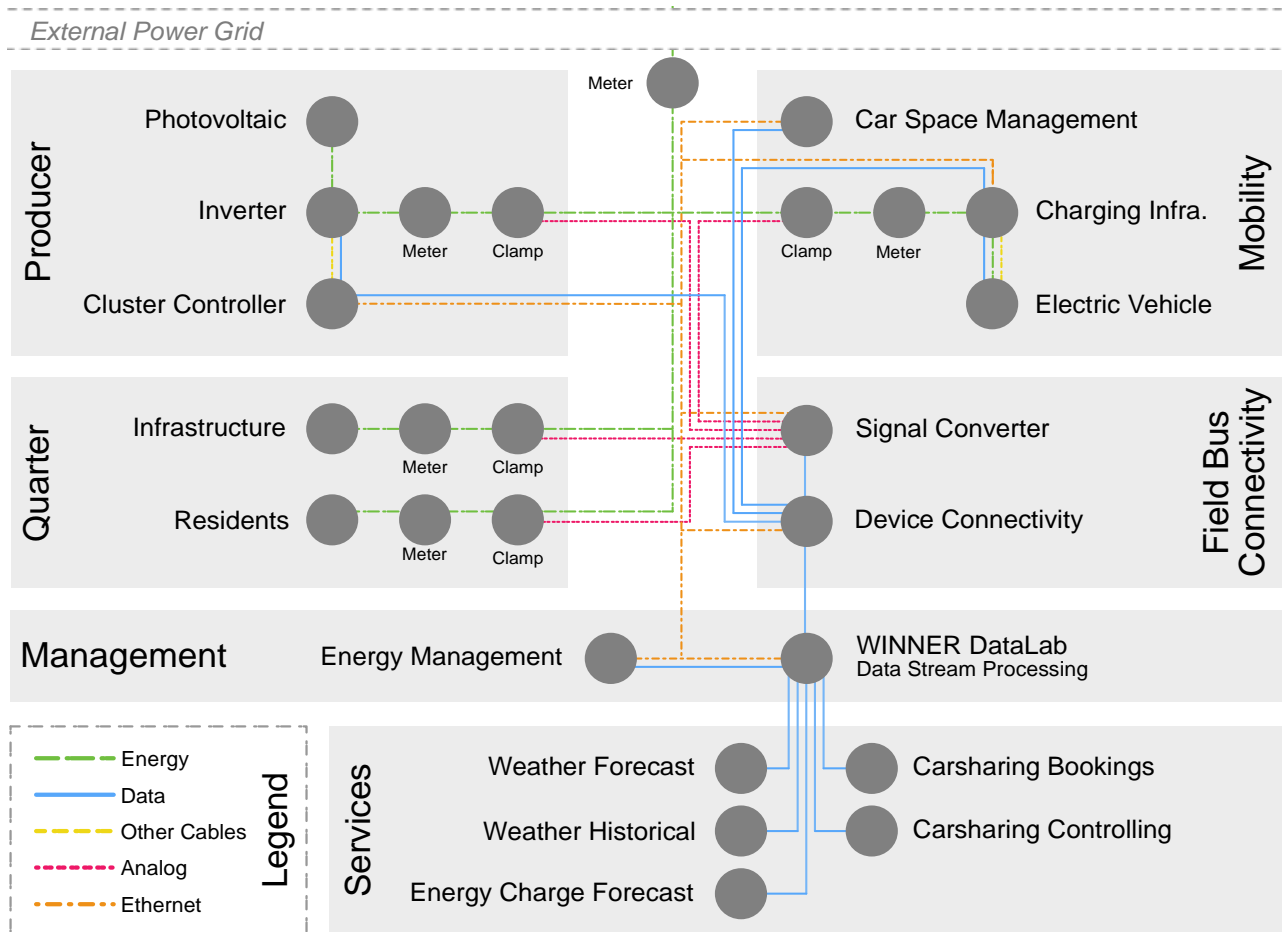 External Power Grid
Meter
Producer
Photovoltaic
Inverter
Meter
Clamp
Cluster Controller
Car Space Management
Clamp
Meter
Charging Infra.
Electric Vehicle
Mobility
Quarter
Infrastructure
Meter
Clamp
Residents
Meter
Clamp
Signal Converter
Device Connectivity
Field Bus
Connectivity
Management
Energy Management
WINNER DataLab
Data Stream Processing
Energy
Data
Other Cables
Analog
Ethernet
Legend
Services
Weather Forecast
Weather Historical
Energy Charge Forecast
Carsharing Bookings
Carsharing Controlling